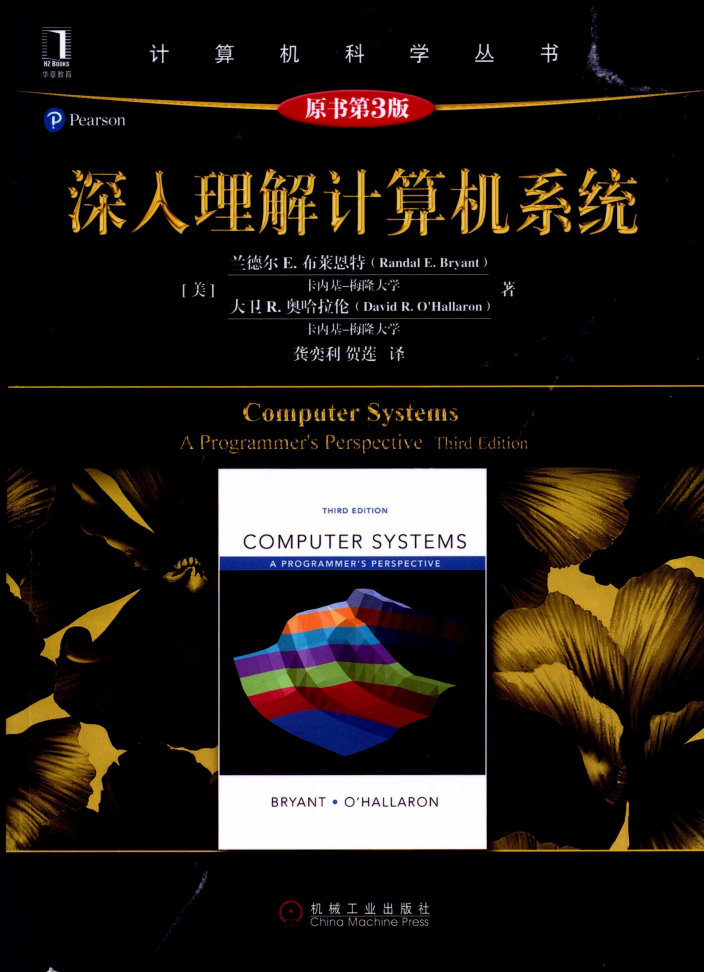 HZ BOOKS
华章教育
计算机科学丛书
Pearson
原书第3版
深入理解计算机系统
[美]
兰德尔 E. 布莱恩特（Randal E. Bryant）
卡内基-梅隆大学
大卫 R. 奥哈拉伦（David R. O'Hallaron）
卡内基-梅隆大学
著
龚奕利 贺莲 译
Computer Systems
A Programmer's Perspective Third Edition
THIRD EDITION
COMPUTER SYSTEMS
A PROGRAMMER'S PERSPECTIVE
BRYANT • O'HALLARON
机械工业出版社
China Machine Press